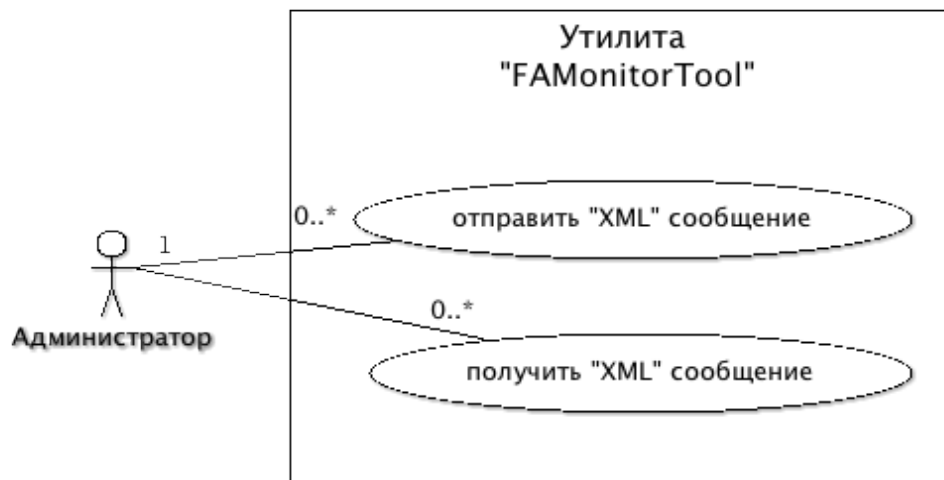 Утилита
"FAMonitorTool"
0..*
отправить "XML" сообщение
1
0..*
Администратор
получить "XML" сообщение